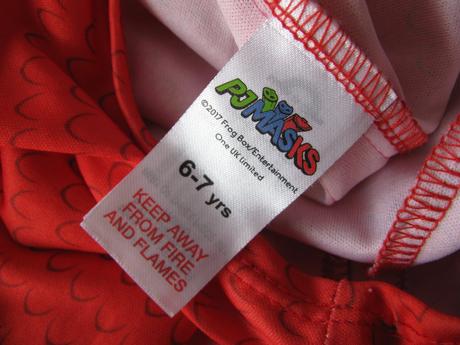 PJMASKS
©2017 Frog Box/Entertainment
One UK limited
6-7 yrs
KEEP AWAY
FROM FIRE
AND FLAMES